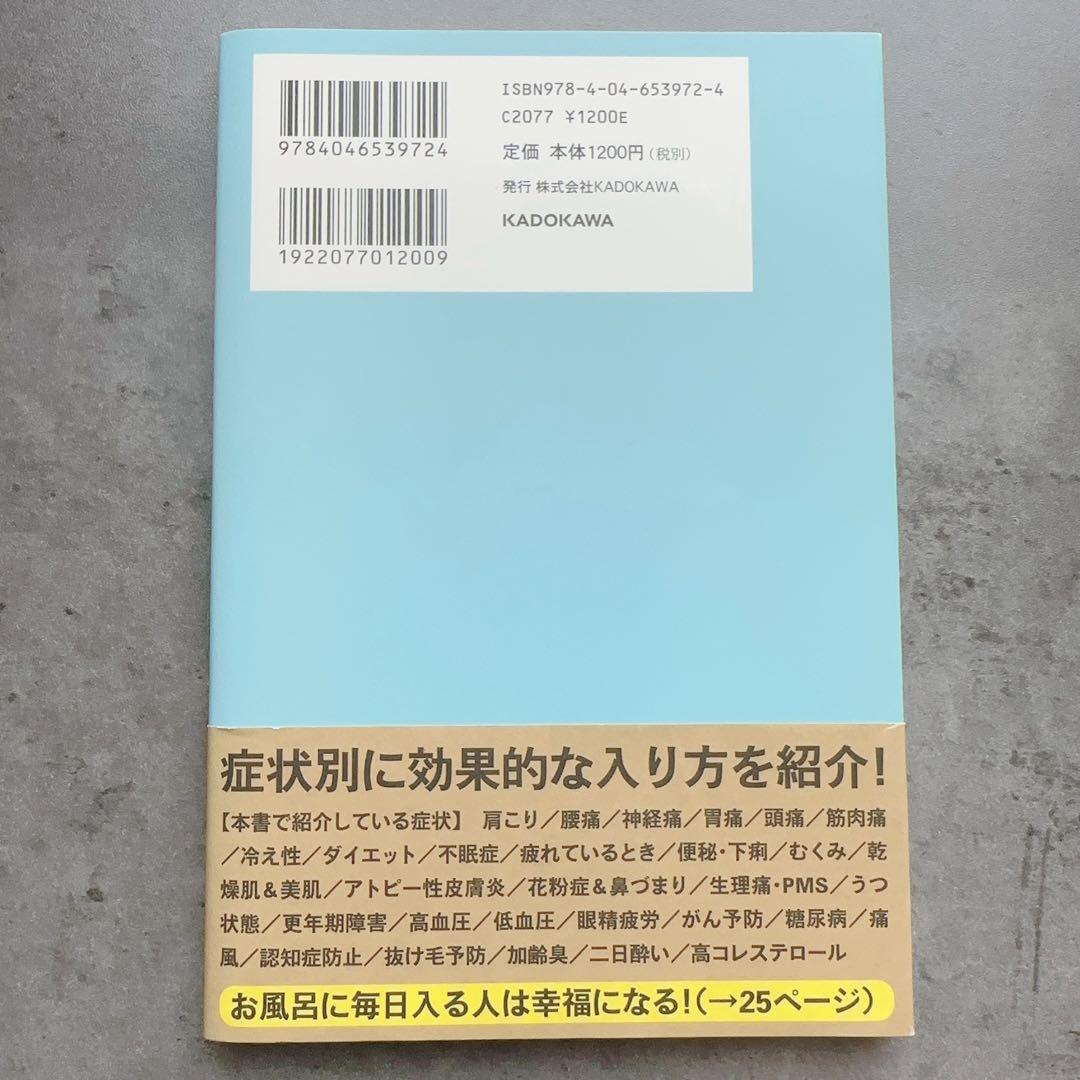 ISBN978-4-04-653972-4
C2077 ¥1200E
定価 本体1200円(税別)
発行 株式会社KADOKAWA
KADOKAWA
9784046539724
1922077012009
症状別に効果的な入り方を紹介!
【本書で紹介している症状】 肩こり/腰痛/神経痛/胃痛/頭痛/筋肉痛
/冷え性/ダイエット/不眠症/疲れているとき/便秘・下痢/むくみ/乾
燥肌&美肌/アトピー性皮膚炎/花粉症&鼻づまり/生理痛・PMS/うつ
状態/更年期障害/高血圧/低血圧/眼精疲労/がん予防/糖尿病/痛
風/認知症防止/抜け毛予防/加齢臭/二日酔い/高コレステロール
お風呂に毎日入る人は幸福になる!(→25ページ)